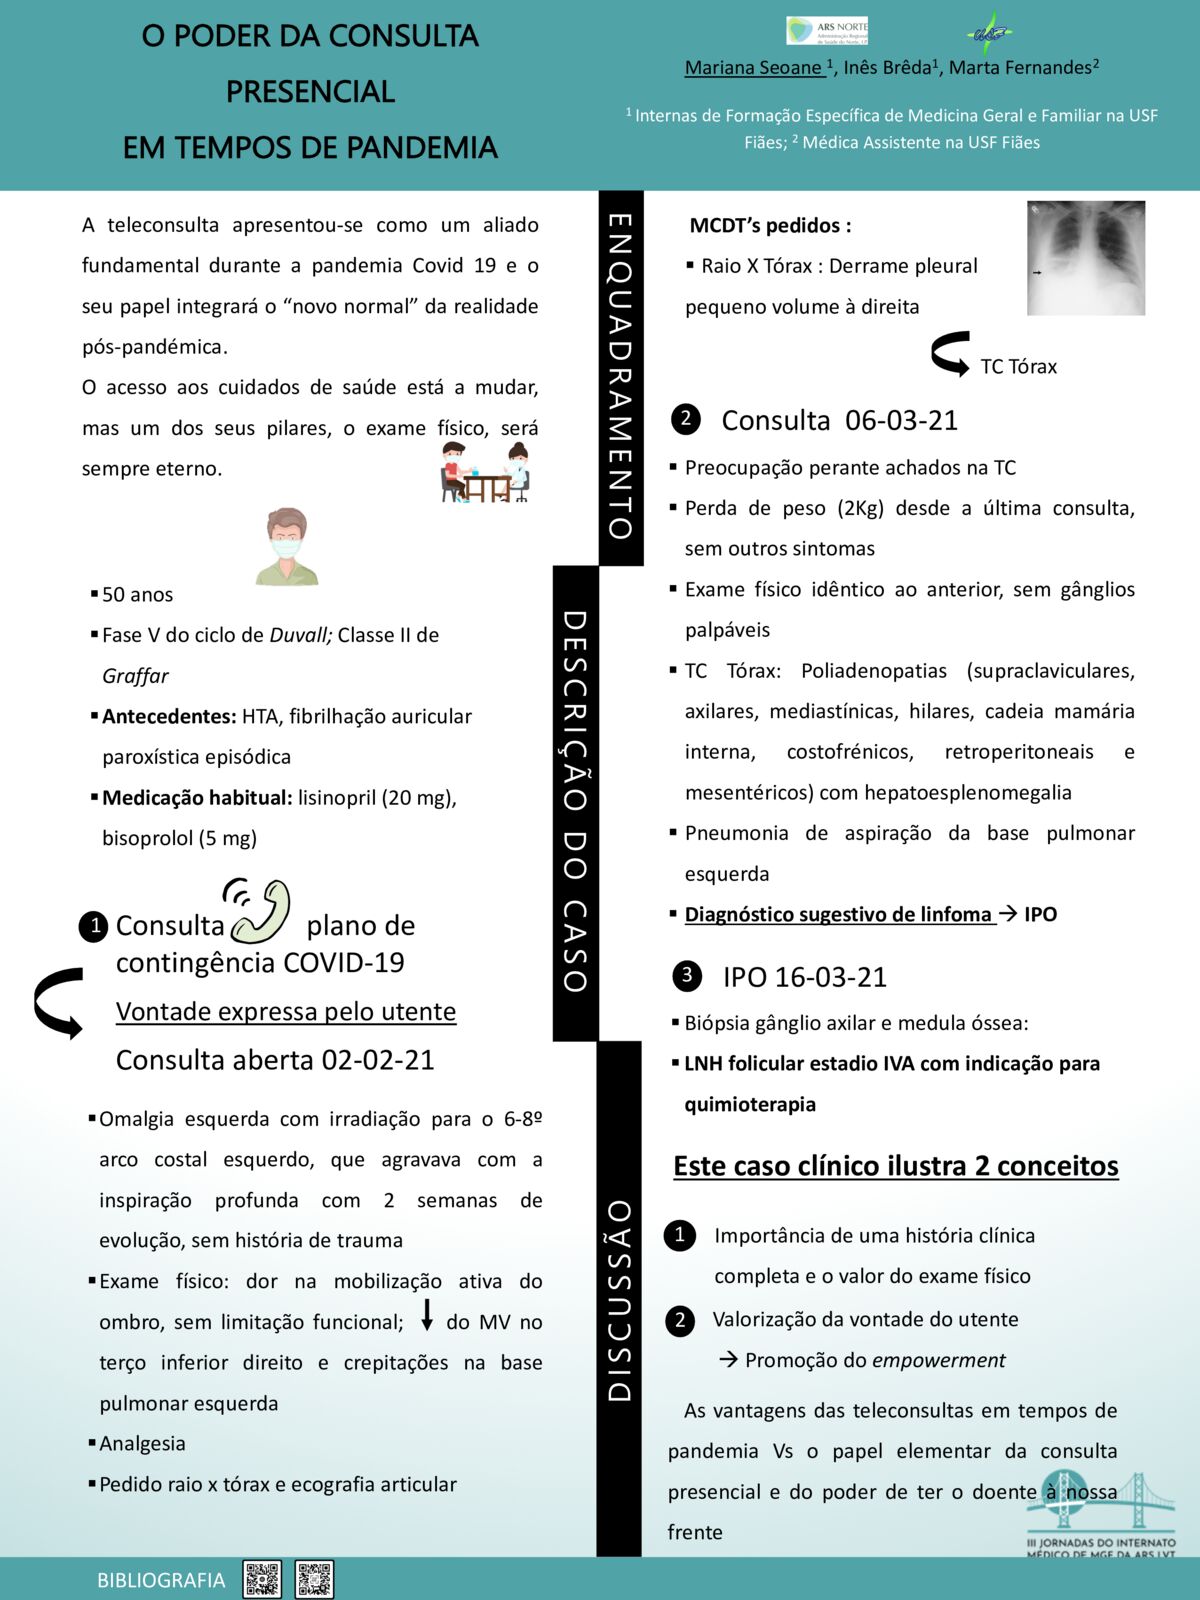 O PODER DA CONSULTA
PRESENCIAL
EM TEMPOS DE PANDEMIA
ARS NORTE
Administração Regional
de Saúde do Norte, I.P.
Mariana Seoane ¹, Inês Brêda¹, Marta Fernandes²
¹ Internas de Formação Específica de Medicina Geral e Familiar na USF
Fiães; ² Médica Assistente na USF Fiães
ENQUADRAMENTO
A teleconsulta apresentou-se como um aliado
fundamental durante a pandemia Covid 19 e o
seu papel integrará o “novo normal” da realidade
pós-pandémica.
O acesso aos cuidados de saúde está a mudar,
mas um dos seus pilares, o exame físico, será
sempre eterno.
DESCRIÇÃO DO CASO
▪ 50 anos
▪ Fase V do ciclo de Duvall; Classe II de
Graffar
▪ Antecedentes: HTA, fibrilhação auricular
paroxística episódica
▪ Medicação habitual: lisinopril (20 mg),
bisoprolol (5 mg)
1 Consulta plano de
contingência COVID-19
Vontade expressa pelo utente
Consulta aberta 02-02-21
▪ Omalgia esquerda com irradiação para o 6-8º
arco costal esquerdo, que agravava com a
inspiração profunda com 2 semanas de
evolução, sem história de trauma
▪ Exame físico: dor na mobilização ativa do
ombro, sem limitação funcional; ↓ do MV no
terço inferior direito e crepitações na base
pulmonar esquerda
▪ Analgesia
▪ Pedido raio x tórax e ecografia articular
MCDT’s pedidos :
▪ Raio X Tórax : Derrame pleural
pequeno volume à direita
TC Tórax
2 Consulta 06-03-21
▪ Preocupação perante achados na TC
▪ Perda de peso (2Kg) desde a última consulta,
sem outros sintomas
▪ Exame físico idêntico ao anterior, sem gânglios
palpáveis
▪ TC Tórax: Poliadenopatias (supraclaviculares,
axilares, mediastínicas, hilares, cadeia mamária
interna, costofrénicos, retroperitoneais e
mesentéricos) com hepatoesplenomegalia
▪ Pneumonia de aspiração da base pulmonar
esquerda
▪ Diagnóstico sugestivo de linfoma → IPO
3 IPO 16-03-21
▪ Biópsia gânglio axilar e medula óssea:
▪ LNH folicular estadio IVA com indicação para
quimioterapia
DISCUSSÃO
Este caso clínico ilustra 2 conceitos
1 Importância de uma história clínica
completa e o valor do exame físico
2 Valorização da vontade do utente
→ Promoção do empowerment
As vantagens das teleconsultas em tempos de
pandemia Vs o papel elementar da consulta
presencial e do poder de ter o doente à nossa
frente
III JORNADAS DO INTERNATO
MÉDICO DE MGF DA ARS LVT
BIBLIOGRAFIA